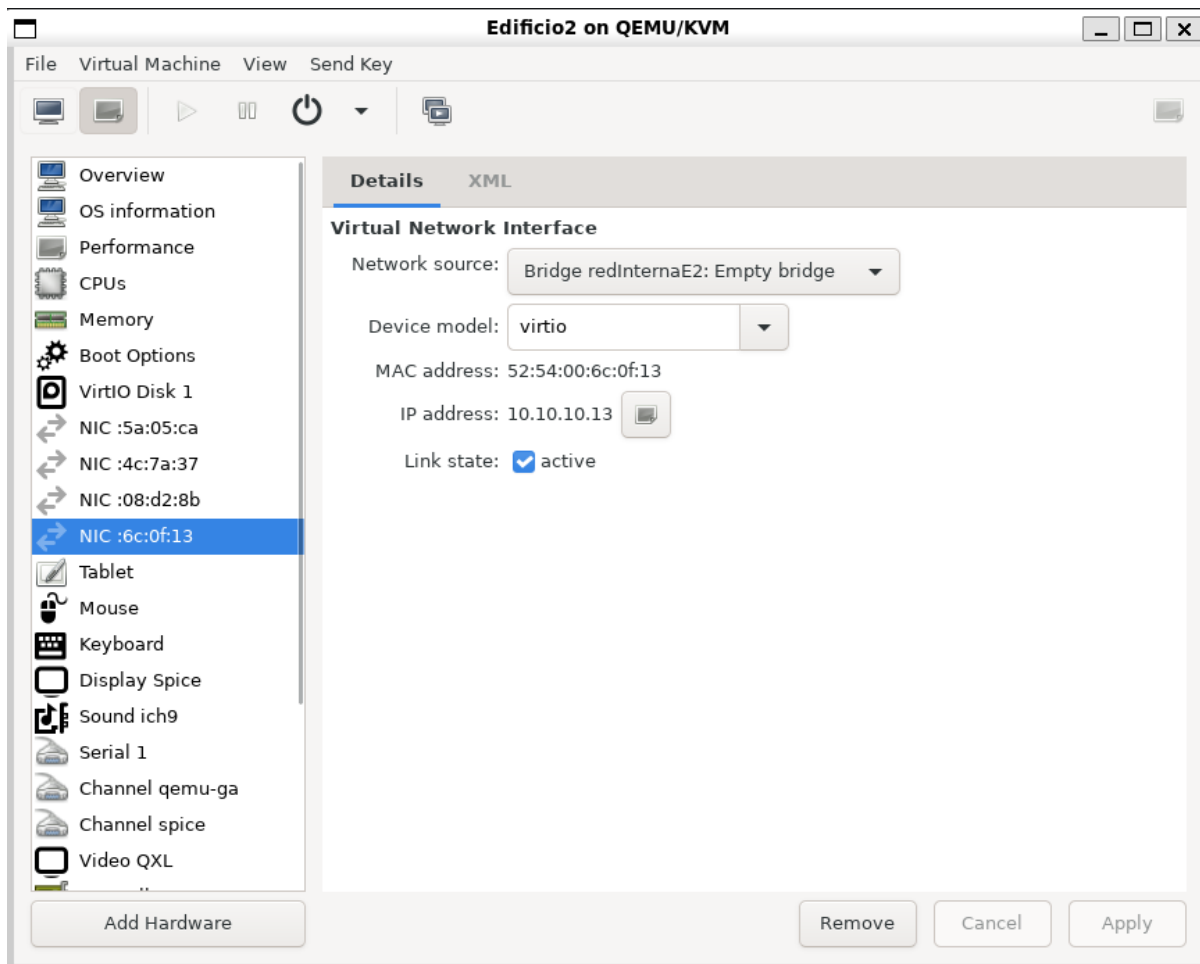 Edificio2 on QEMU/KVM
File Virtual Machine View Send Key
Overview
OS information
Performance
CPUs
Memory
Boot Options
VirtIO Disk 1
NIC :5a:05:ca
NIC :4c:7a:37
NIC :08:d2:8b
NIC :6c:0f:13
Tablet
Mouse
Keyboard
Display Spice
Sound ich9
Serial 1
Channel qemu-ga
Channel spice
Video QXL
Add Hardware
Details XML
Virtual Network Interface
Network source: Bridge redInternaE2: Empty bridge
Device model: virtio
MAC address: 52:54:00:6c:0f:13
IP address: 10.10.10.13
Link state: active
Remove Cancel Apply